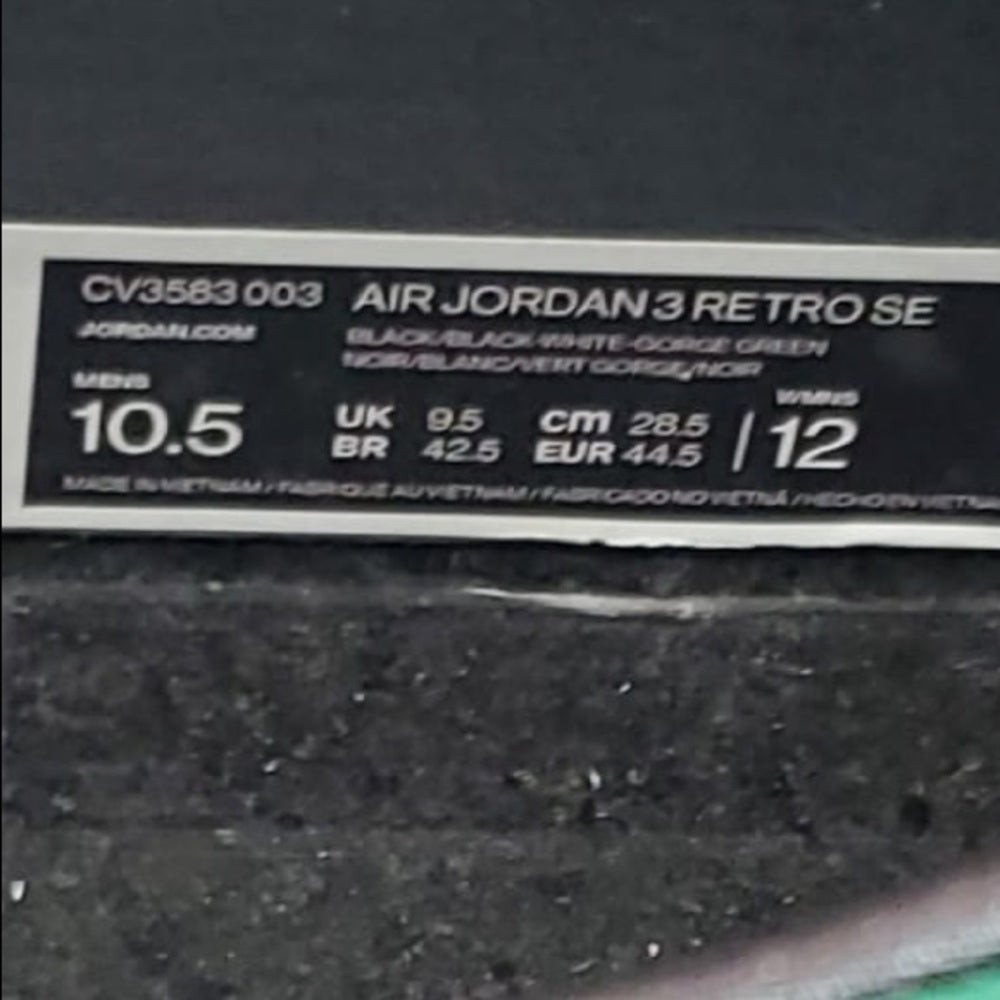 CV3583 003 AIR JORDAN 3 RETRO SE
JORDAN.COM BLACK/BLACK-WHITE-GORGE GREEN
NOIR/BLANC/VERT GORGE/NOIR
MENS WMNS
10.5 UK 9.5 cm 28.5 | 12
BR 42.5 EUR 44.5
MADE IN VIETNAM / FABRIQUÉ AU VIETNAM / FABRICADO NO VIETNÃ / HECHO EN